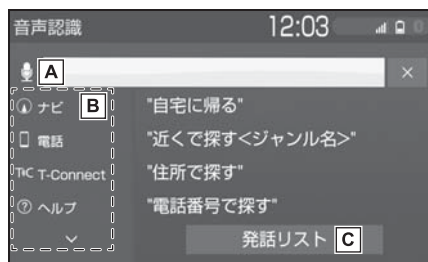 音声認識 12:03
A ×
ナビ B "自宅に帰る"
電話 "近くで探す<ジャンル名>"
T-Connect "住所で探す"
ヘルプ "電話番号で探す"
発話リスト C